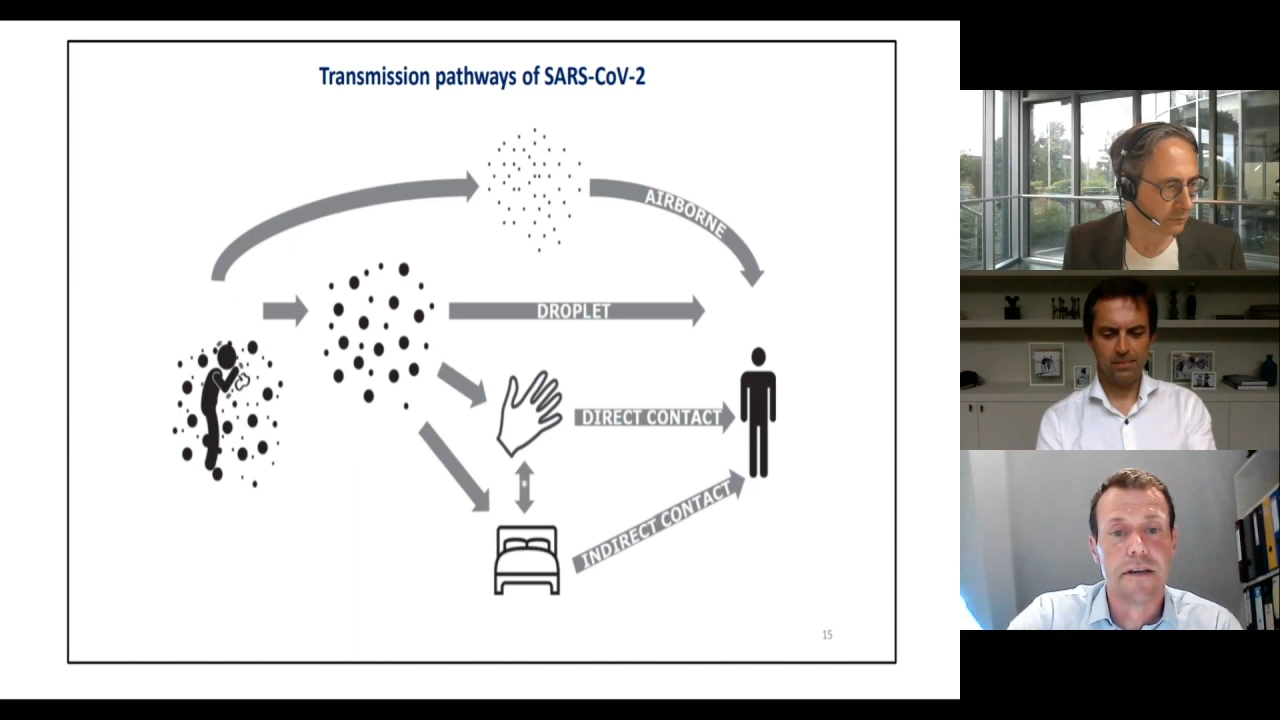 Transmission pathways of SARS-CoV-2
AIRBORNE
DROPLET
DIRECT CONTACT
*
INDIRECT CONTACT
15